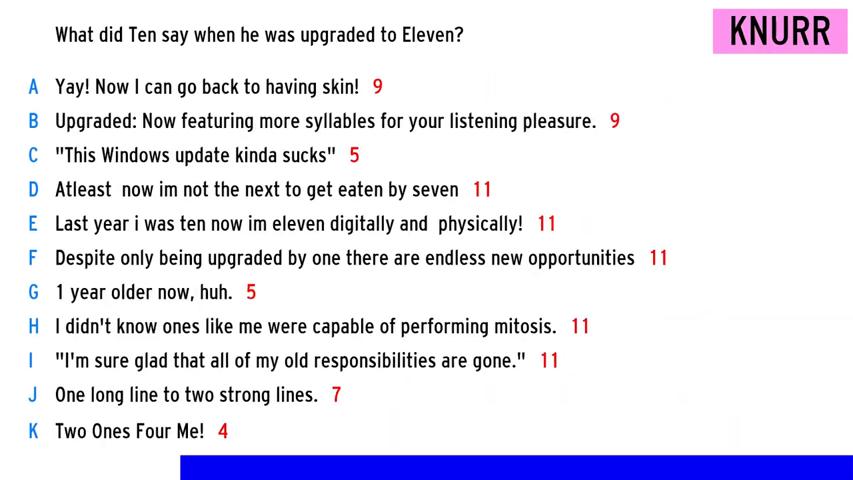 What did Ten say when he was upgraded to Eleven?
KNURR
A Yay! Now I can go back to having skin! 9
B Upgraded: Now featuring more syllables for your listening pleasure. 9
C "This Windows update kinda sucks" 5
D Atleast now im not the next to get eaten by seven 11
E Last year i was ten now im eleven digitally and physically! 11
F Despite only being upgraded by one there are endless new opportunities 11
G 1 year older now, huh. 5
H I didn't know ones like me were capable of performing mitosis. 11
I "I'm sure glad that all of my old responsibilities are gone." 11
J One long line to two strong lines. 7
K Two Ones Four Me! 4